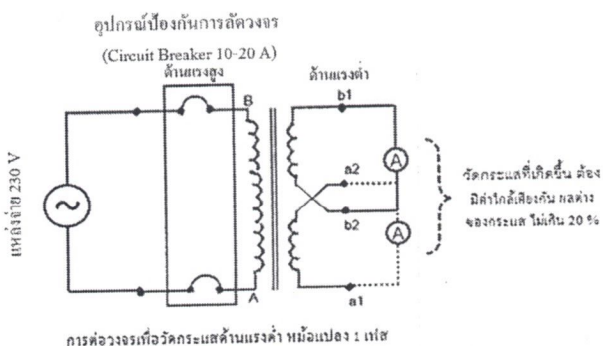 อุปกรณ์ป้องกันการลัดวงจร
(Circuit Breaker 10-20 A)
ด้านแรงสูง
ด้านแรงต่ำ
B
b1
A
a2
b2
A
A
a1
แหล่งจ่าย 230 V
วัดกระแสที่เกิดขึ้น ต้อง
มีค่าใกล้เคียงกัน ผลต่าง
ของกระแส ไม่เกิน 20 %
การต่อวงจรเพื่อวัดกระแสด้านแรงต่ำ หม้อแปลง 1 เฟส